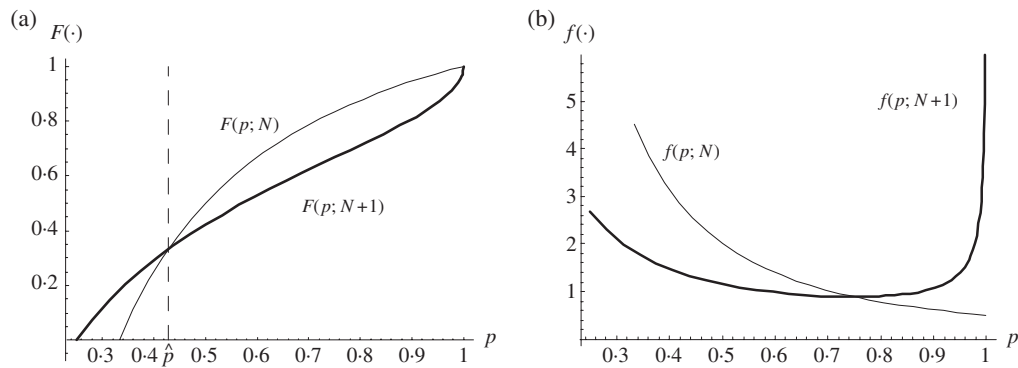 (a)
F(·)
1
0·8
0·6
0·4
0·2
F(p; N)
F(p; N+1)
0·3 0·4 p̂ 0·5 0·6 0·7 0·8 0·9 1 p
(b)
f(·)
5
4
3
2
1
f(p; N+1)
f(p; N)
0·3 0·4 0·5 0·6 0·7 0·8 0·9 1 p